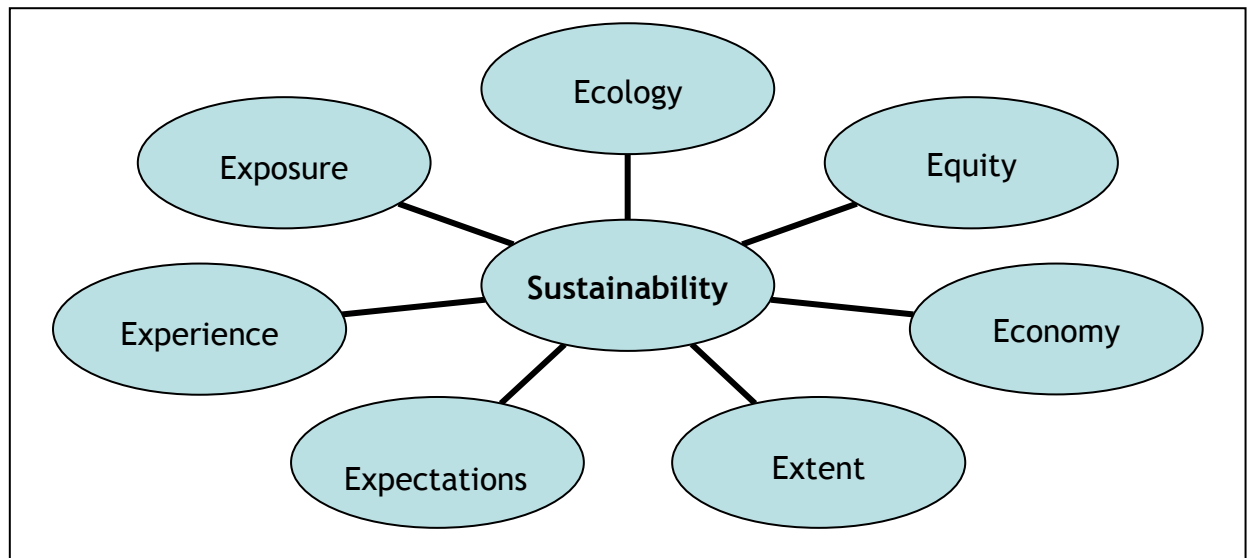 Ecology
Exposure
Equity
Sustainability
Experience
Economy
Expectations
Extent